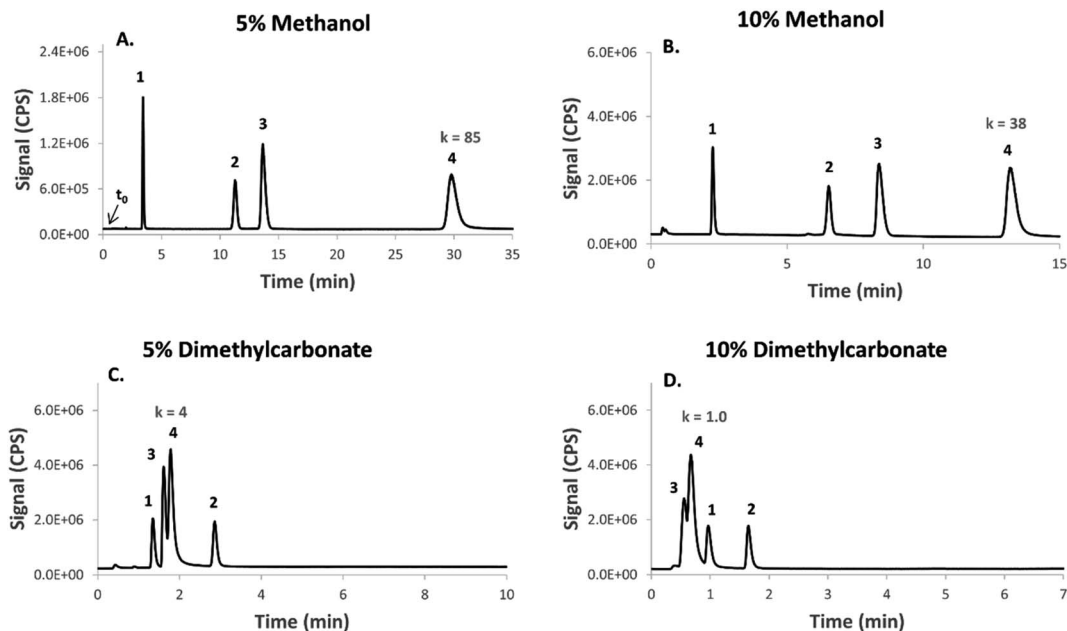 5% Methanol
A.
2.4E+06
1.8E+06
1.2E+06
6.0E+05
0.0E+00
Signal (CPS)
t0
1
2
3
k = 85
4
0 5 10 15 20 25 30 35
Time (min)
10% Methanol
B.
6.0E+06
4.0E+06
2.0E+06
0.0E+00
Signal (CPS)
1
2
3
k = 38
4
0 5 10 15
Time (min)
5% Dimethylcarbonate
C.
6.0E+06
4.0E+06
2.0E+06
0.0E+00
Signal (CPS)
k = 4
4
3
1
2
0 2 4 6 8 10
Time (min)
10% Dimethylcarbonate
D.
6.0E+06
4.0E+06
2.0E+06
0.0E+00
Signal (CPS)
k = 1.0
4
3
1
2
0 1 2 3 4 5 6 7
Time (min)